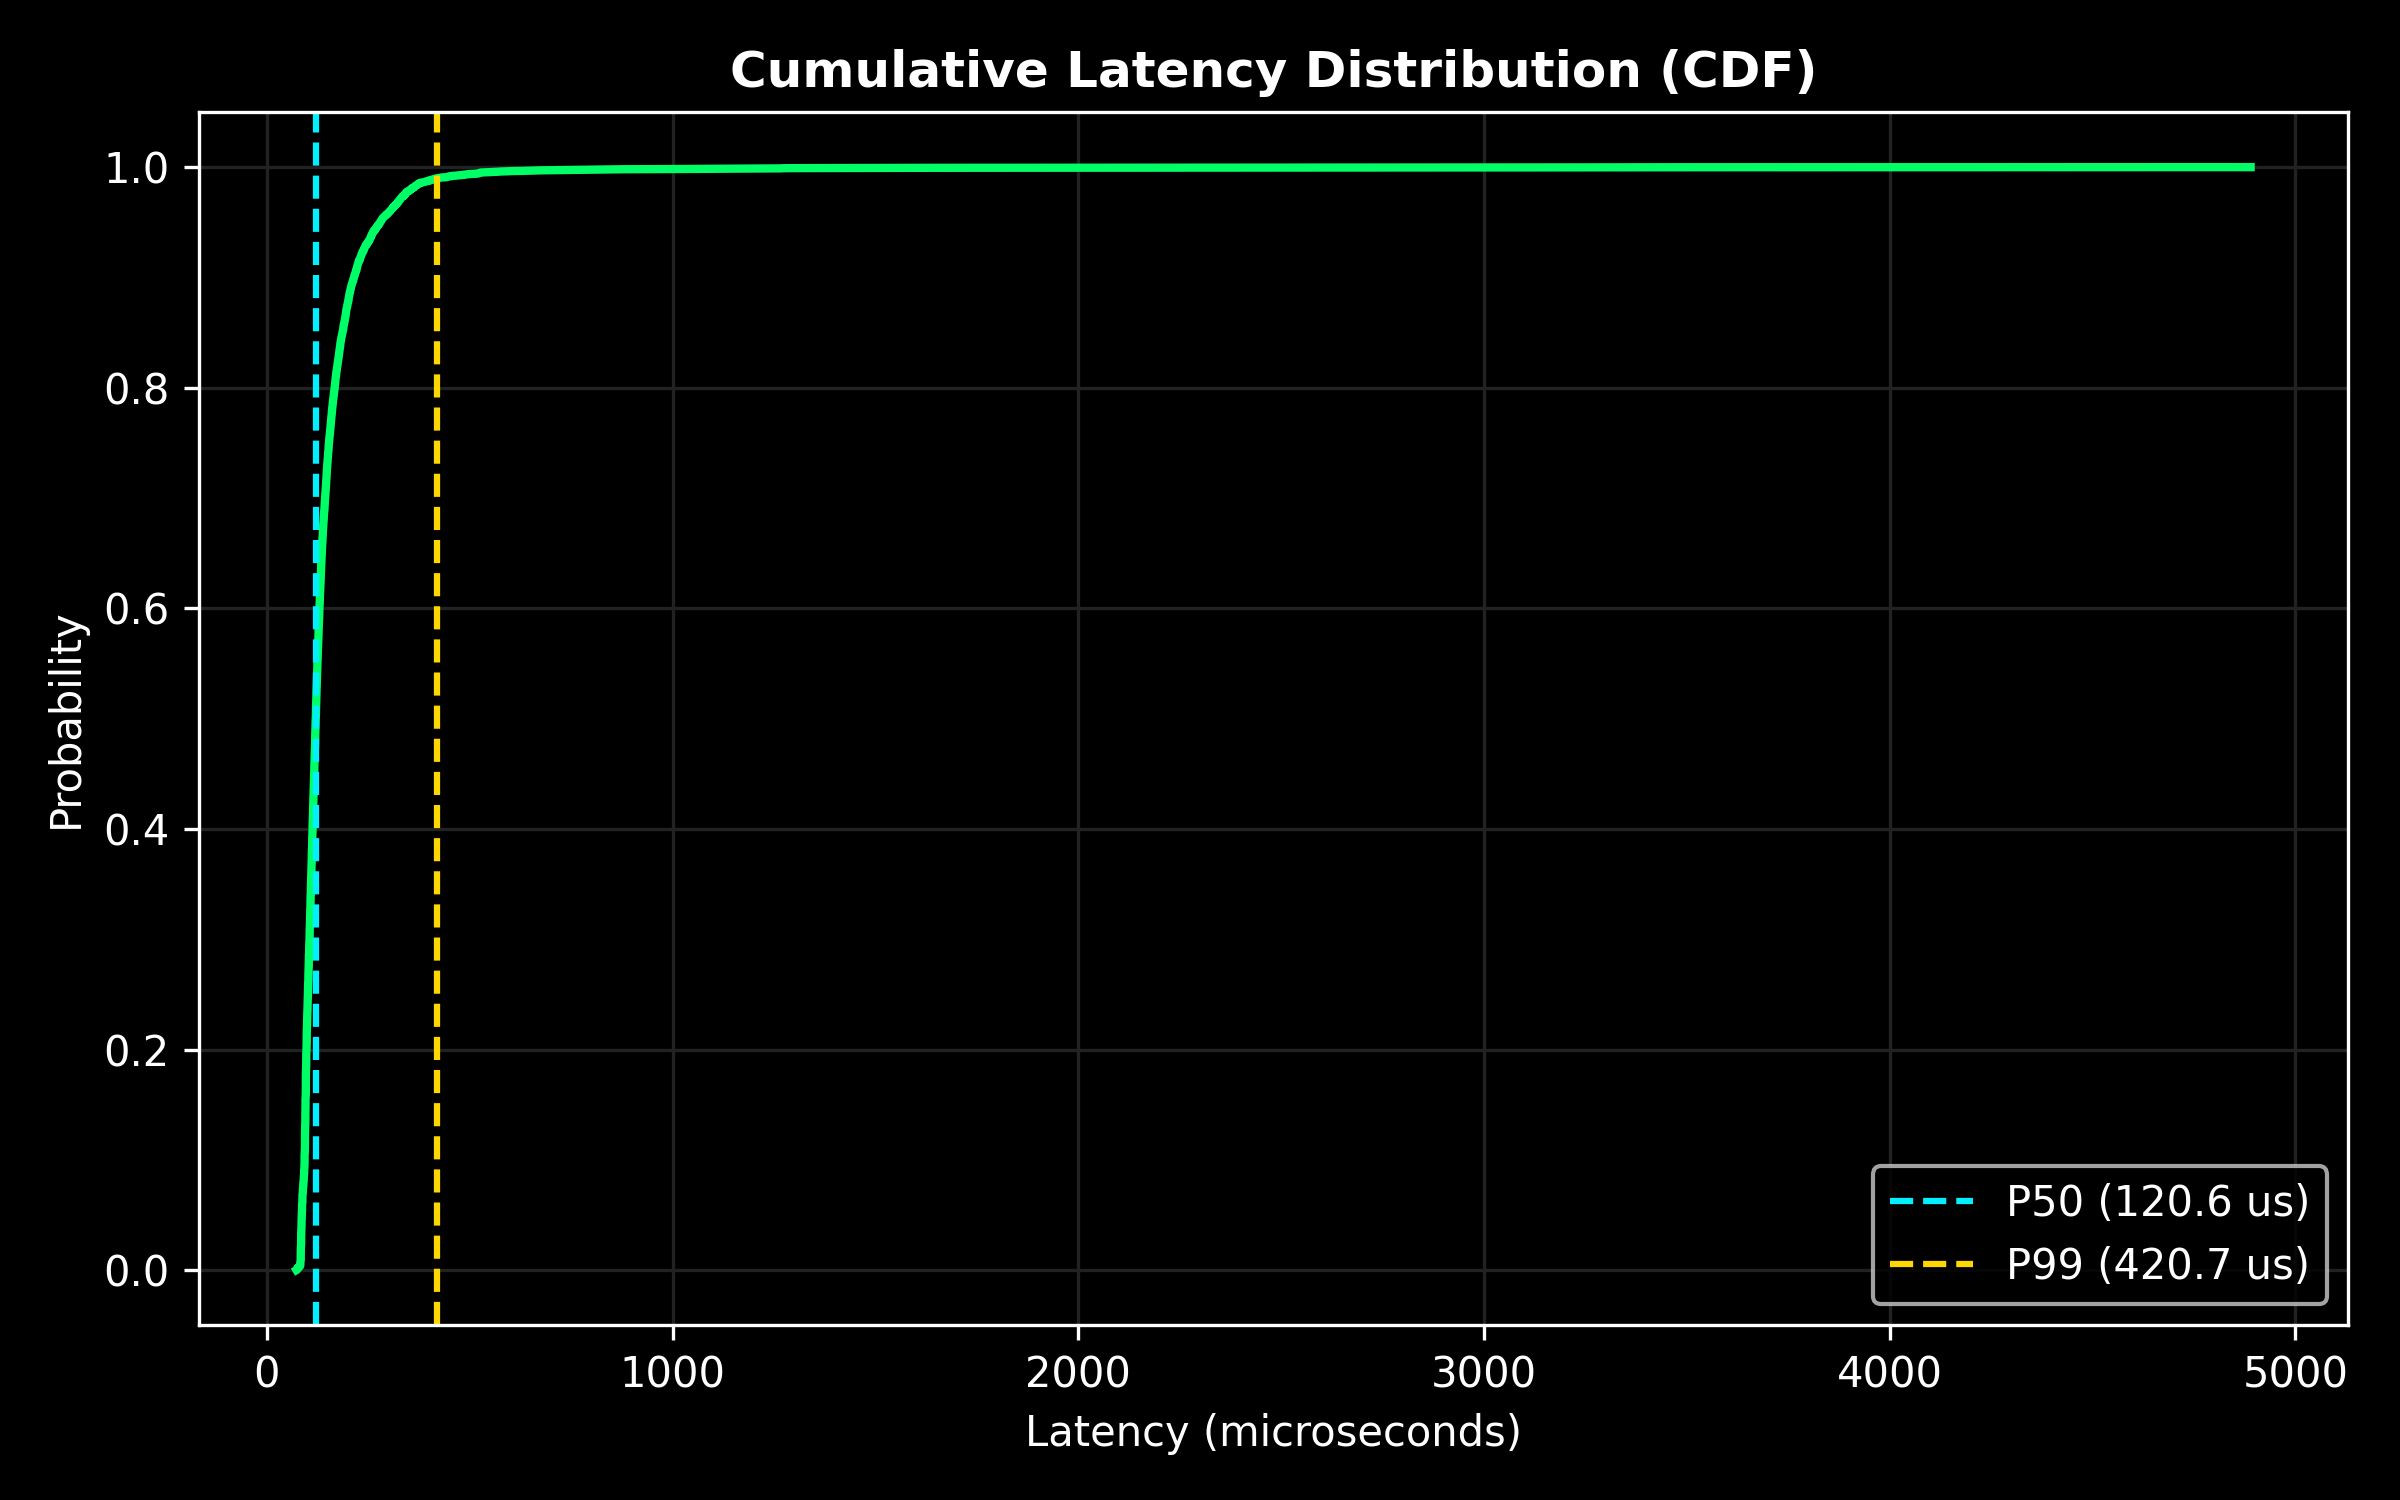 Cumulative Latency Distribution (CDF)
1.0
0.8
0.6
0.4
0.2
0.0
Probability
0 1000 2000 3000 4000 5000
Latency (microseconds)
P50 (120.6 us)
P99 (420.7 us)